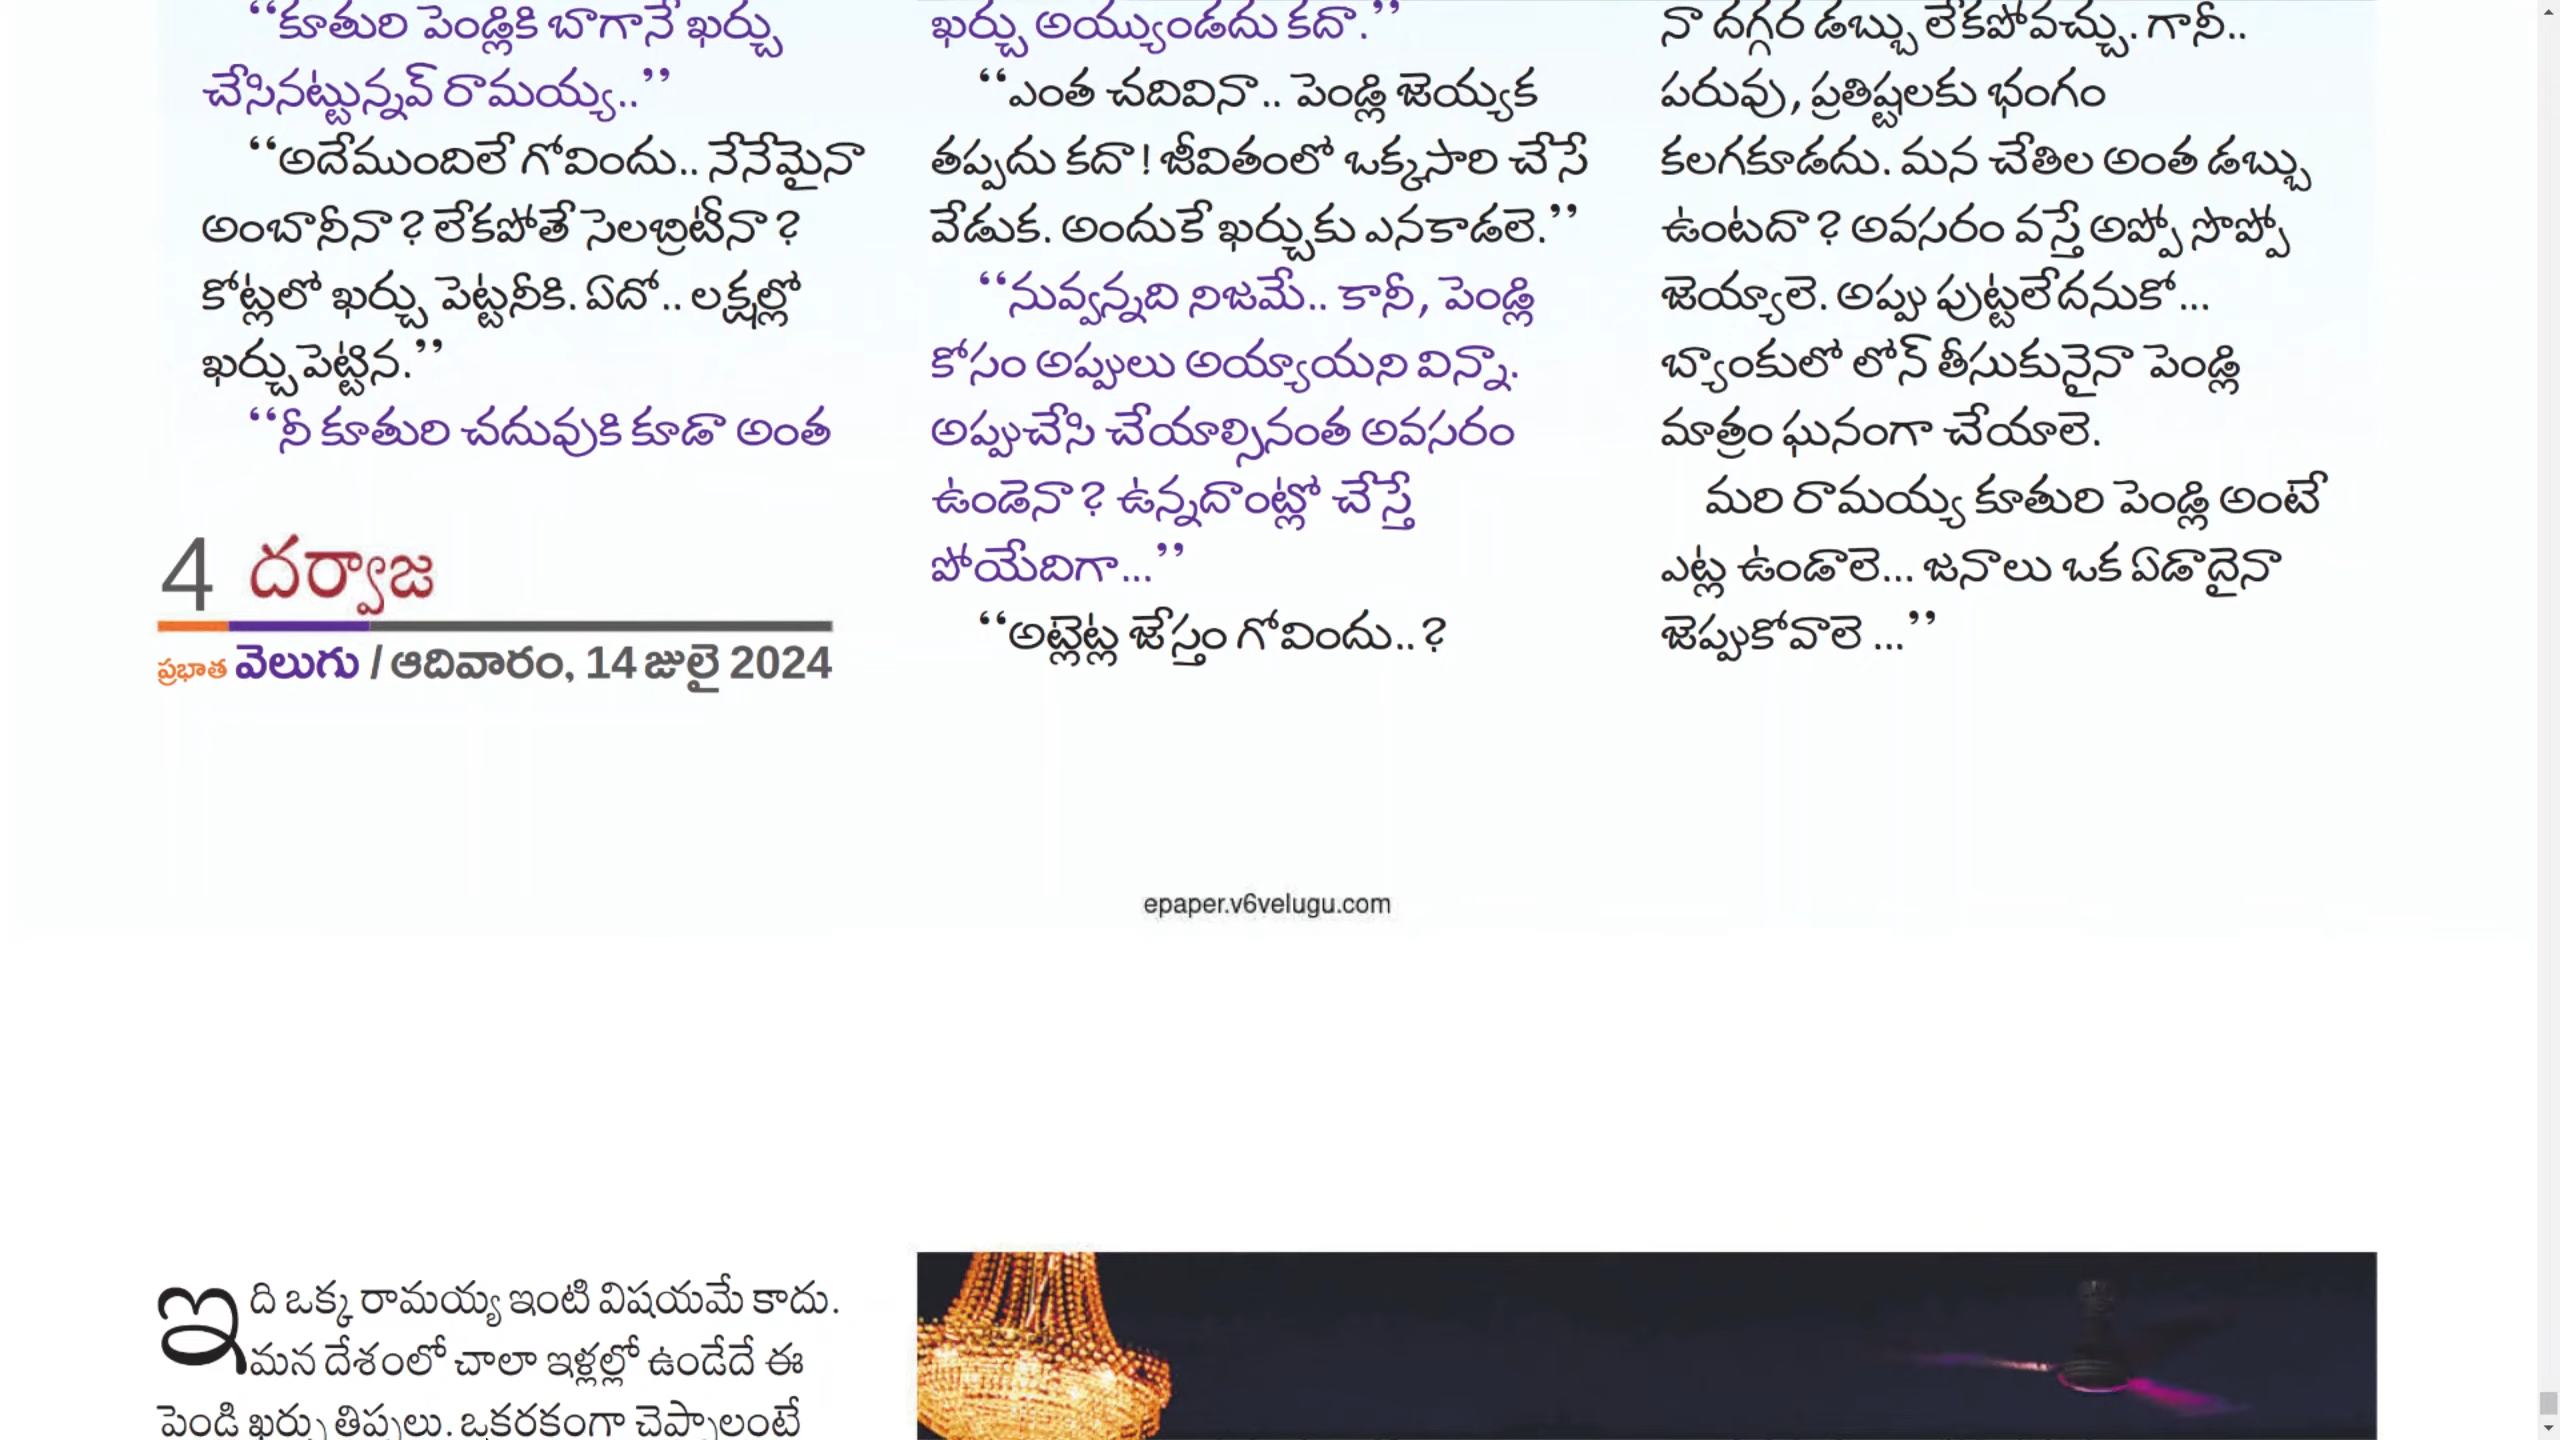 “కూతురి పెండ్లికి బాగానే ఖర్చు
చేసినట్టున్నవ్ రామయ్య..”
“అదేముందిలే గోవిందు.. నేనేమైనా
అంబానీనా? లేకపోతే సెలబ్రిటీనా?
కోట్లలో ఖర్చు పెట్టనీకి. ఏదో.. లక్షల్లో
ఖర్చుపెట్టిన.”
“నీ కూతురి చదువుకి కూడా అంత
ఖర్చు అయ్యుండదు కదా.”
“ఎంత చదివినా.. పెండ్లి జెయ్యక
తప్పదు కదా! జీవితంలో ఒక్కసారి చేసే
వేడుక. అందుకే ఖర్చుకు ఎనకాడలె.”
“నువ్వన్నది నిజమే.. కానీ, పెండ్లి
కోసం అప్పులు అయ్యాయని విన్నా.
అప్పుచేసి చేయాల్సినంత అవసరం
ఉండెనా? ఉన్నదాంట్లో చేస్తే
పోయేదిగా...”
“అట్లెట్ల జేస్తం గోవిందు..?
నా దగ్గర డబ్బు లేకపోవచ్చు. గానీ..
పరువు, ప్రతిష్టలకు భంగం
కలగకూడదు. మన చేతిల అంత డబ్బు
ఉంటదా? అవసరం వస్తే అప్పో సొప్పో
జెయ్యాలె. అప్పు పుట్టలేదనుకో...
బ్యాంకులో లోన్ తీసుకునైనా పెండ్లి
మాత్రం ఘనంగా చేయాలె.
మరి రామయ్య కూతురి పెండ్లి అంటే
ఎట్ల ఉండాలె... జనాలు ఒక ఏడాదైనా
జెప్పుకోవాలె ...”
4 దర్వాజ
ప్రభాత వెలుగు / ఆదివారం, 14 జులై 2024
epaper.v6velugu.com
ఇది ఒక్క రామయ్య ఇంటి విషయమే కాదు.
మన దేశంలో చాలా ఇళ్లల్లో ఉండేదే ఈ
పెండ్లి ఖర్చు తిప్పలు. ఒకరకంగా చెప్పాలంటే